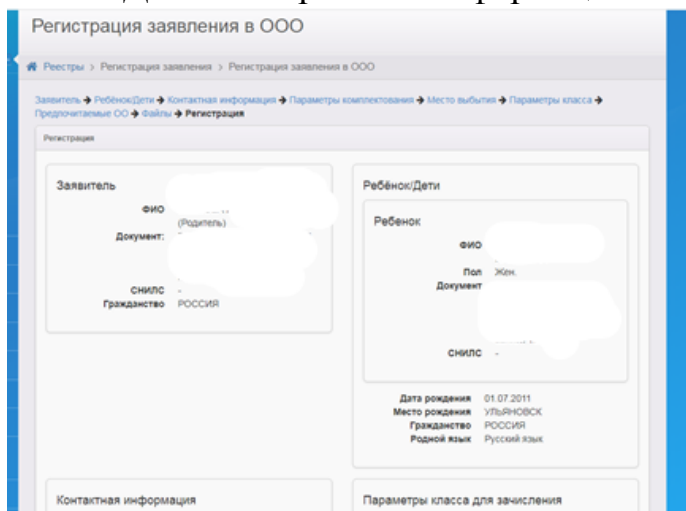 Регистрация заявления в ООО
Реестры > Регистрация заявления > Регистрация заявления в ООО
Заявитель → Ребёнок/Дети → Контактная информация → Параметры комплектования → Место выбытия → Параметры класса →
Предпочитаемые ОО → Файлы → Регистрация
Регистрация
Заявитель
ФИО
(Родитель)
Документ:
СНИЛС -
Гражданство РОССИЯ
Ребёнок/Дети
Ребенок
ФИО
Пол Жен.
Документ
СНИЛС -
Дата рождения 01.07.2011
Место рождения УЛЬЯНОВСК
Гражданство РОССИЯ
Родной язык Русский язык
Контактная информация
Параметры класса для зачисления